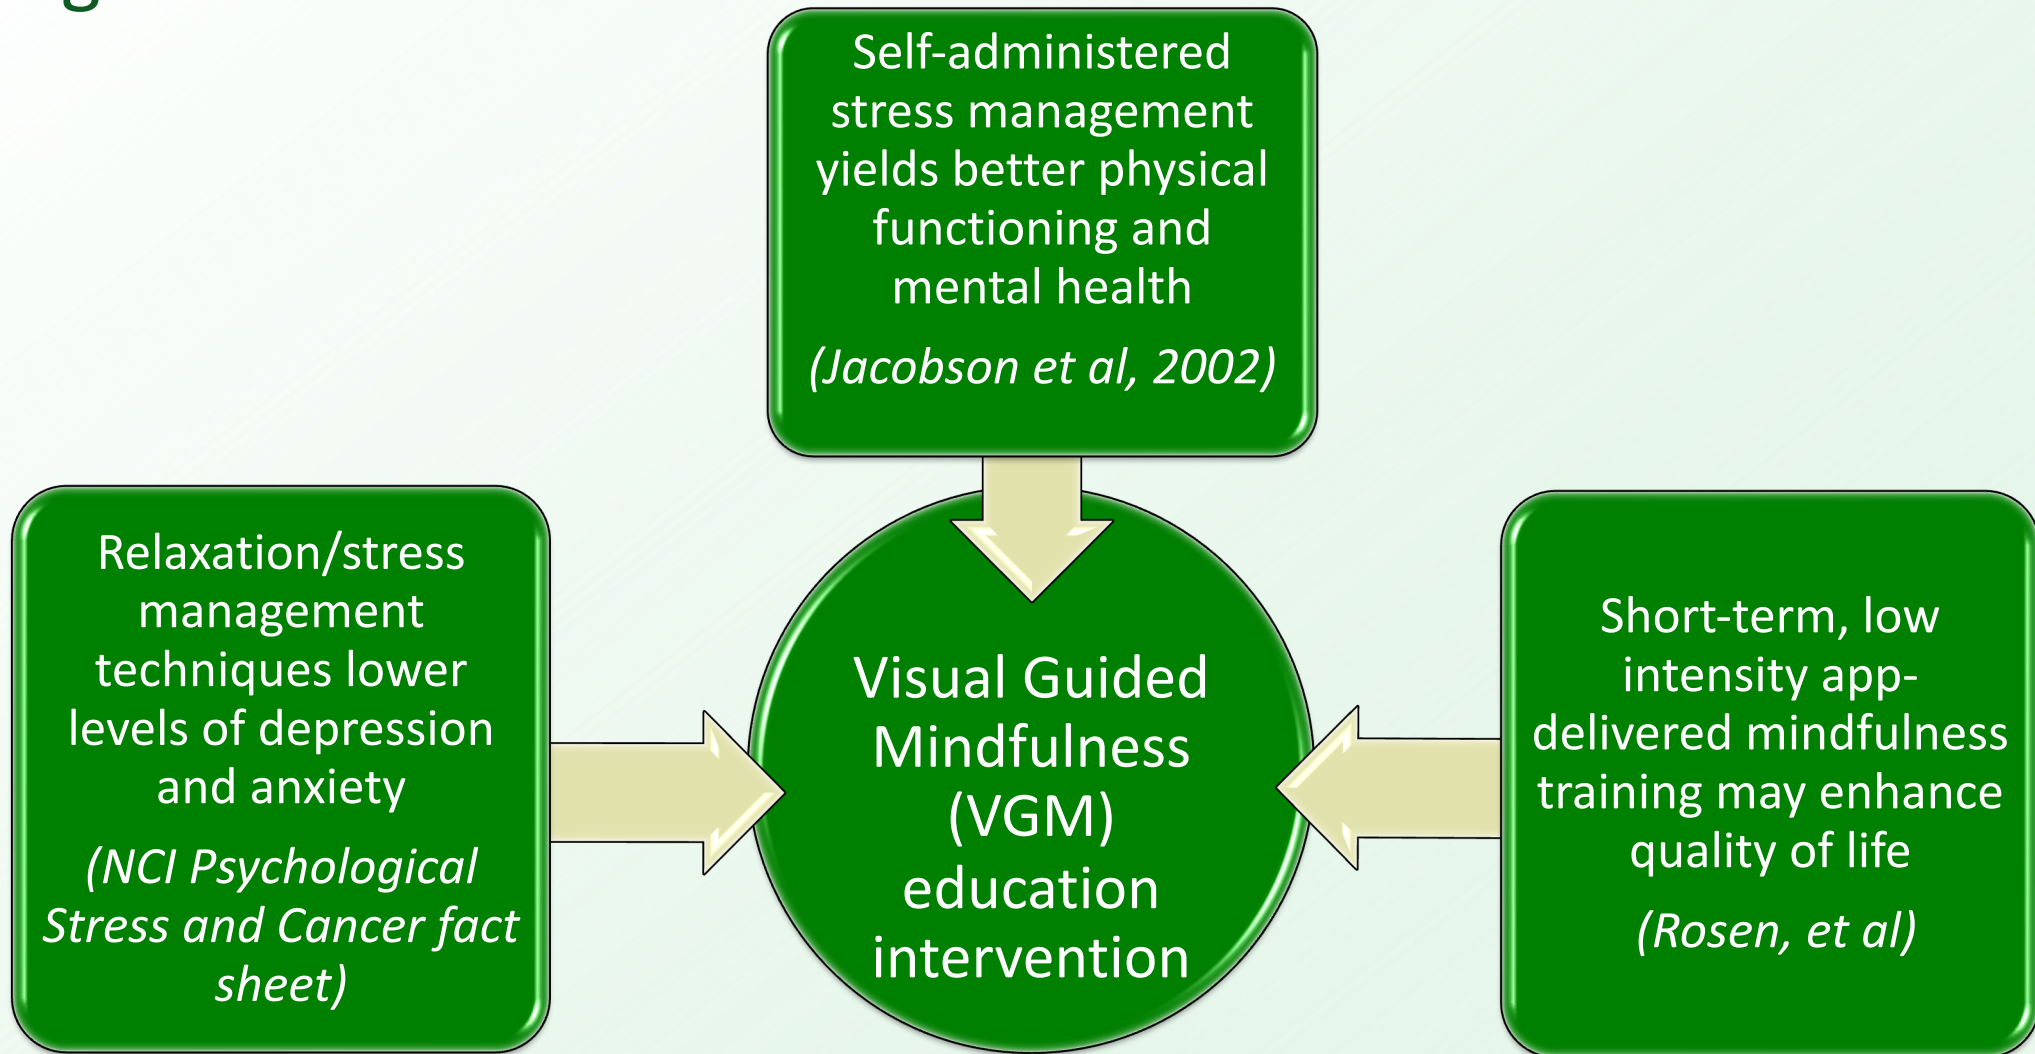 Self-administered
stress management
yields better physical
functioning and
mental health
(Jacobson et al, 2002)
Relaxation/stress
management
techniques lower
levels of depression
and anxiety
(NCI Psychological
Stress and Cancer fact
sheet)
Visual Guided
Mindfulness
(VGM)
education
intervention
Short-term, low
intensity app-
delivered mindfulness
training may enhance
quality of life
(Rosen, et al)